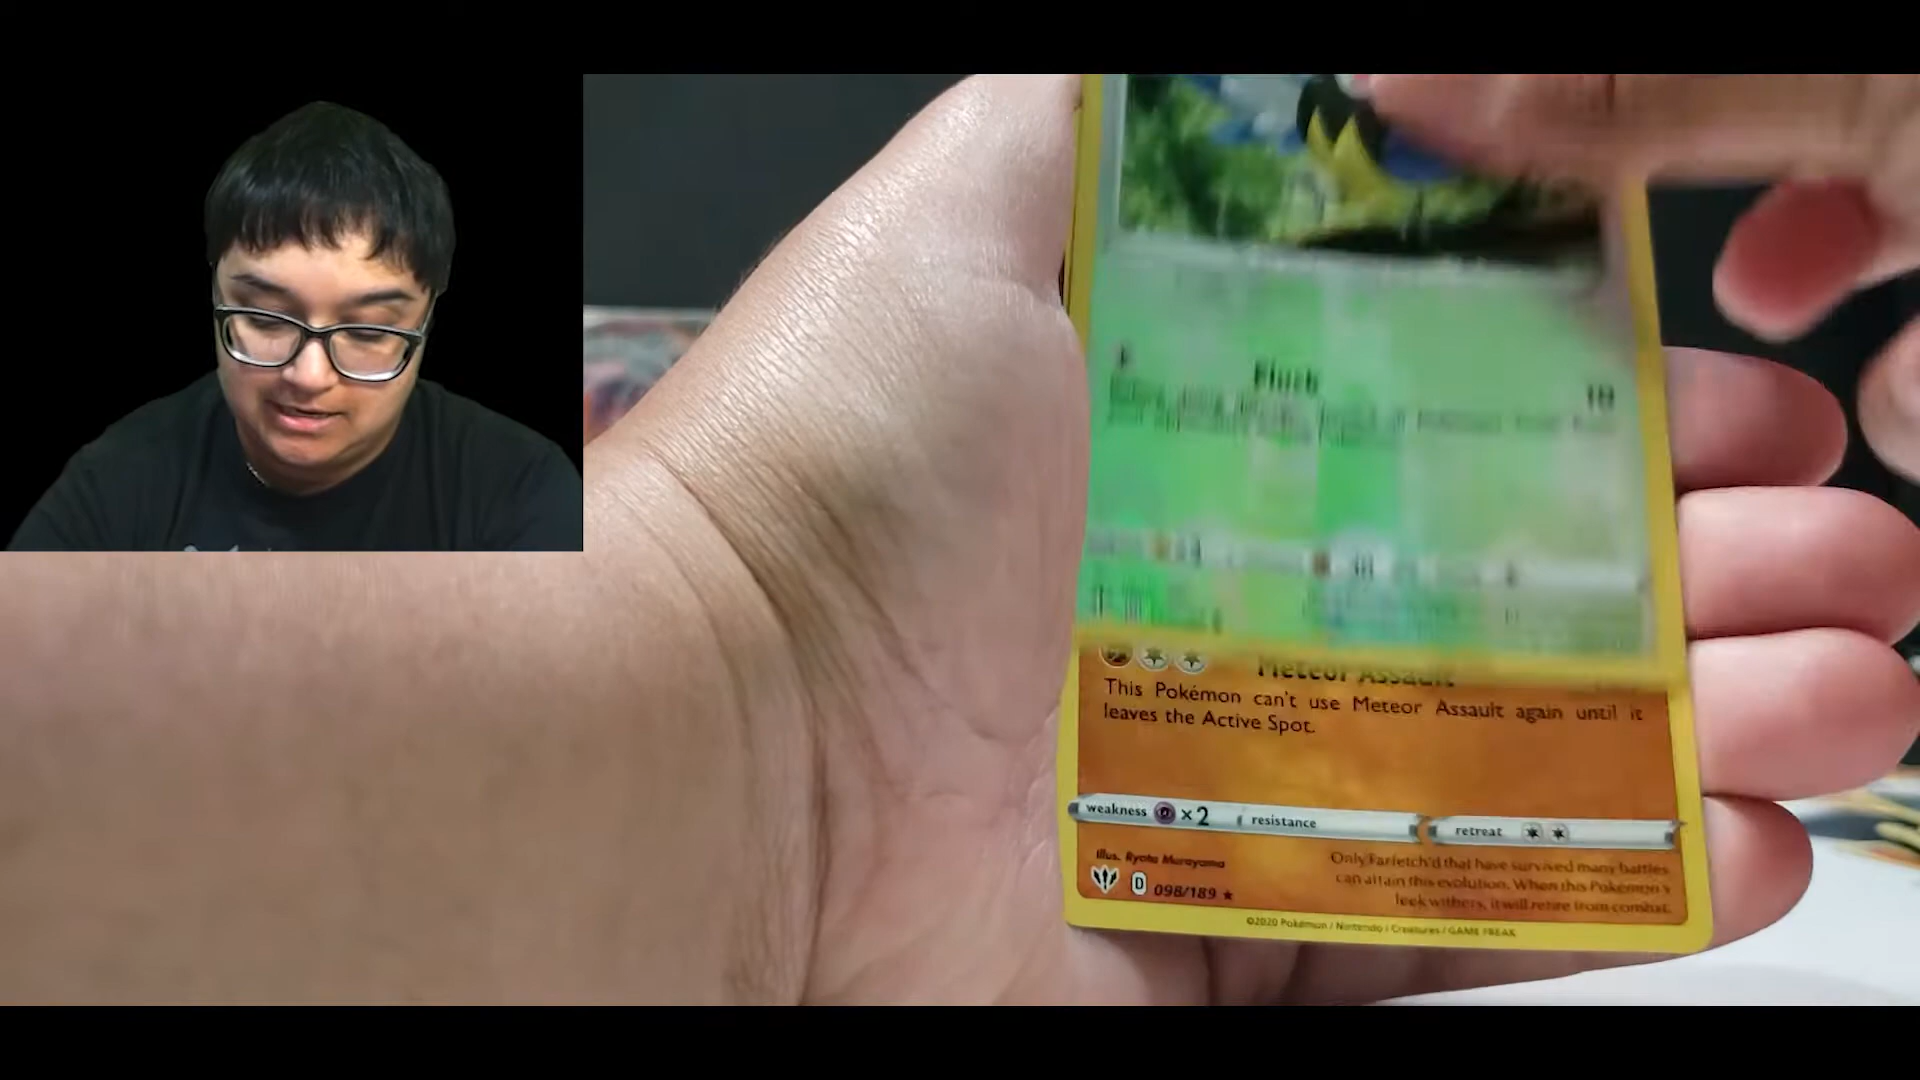 Pluck 10
Meteor Assault
This Pokémon can't use Meteor Assault again until it
leaves the Active Spot.
weakness ×2 resistance retreat
Illus. Ryota Murayama
D 098/189
Only Farfetch'd that have survived many battles
can attain this evolution. When this Pokémon's
leek withers, it will retire from combat.
©2020 Pokémon / Nintendo / Creatures / GAME FREAK